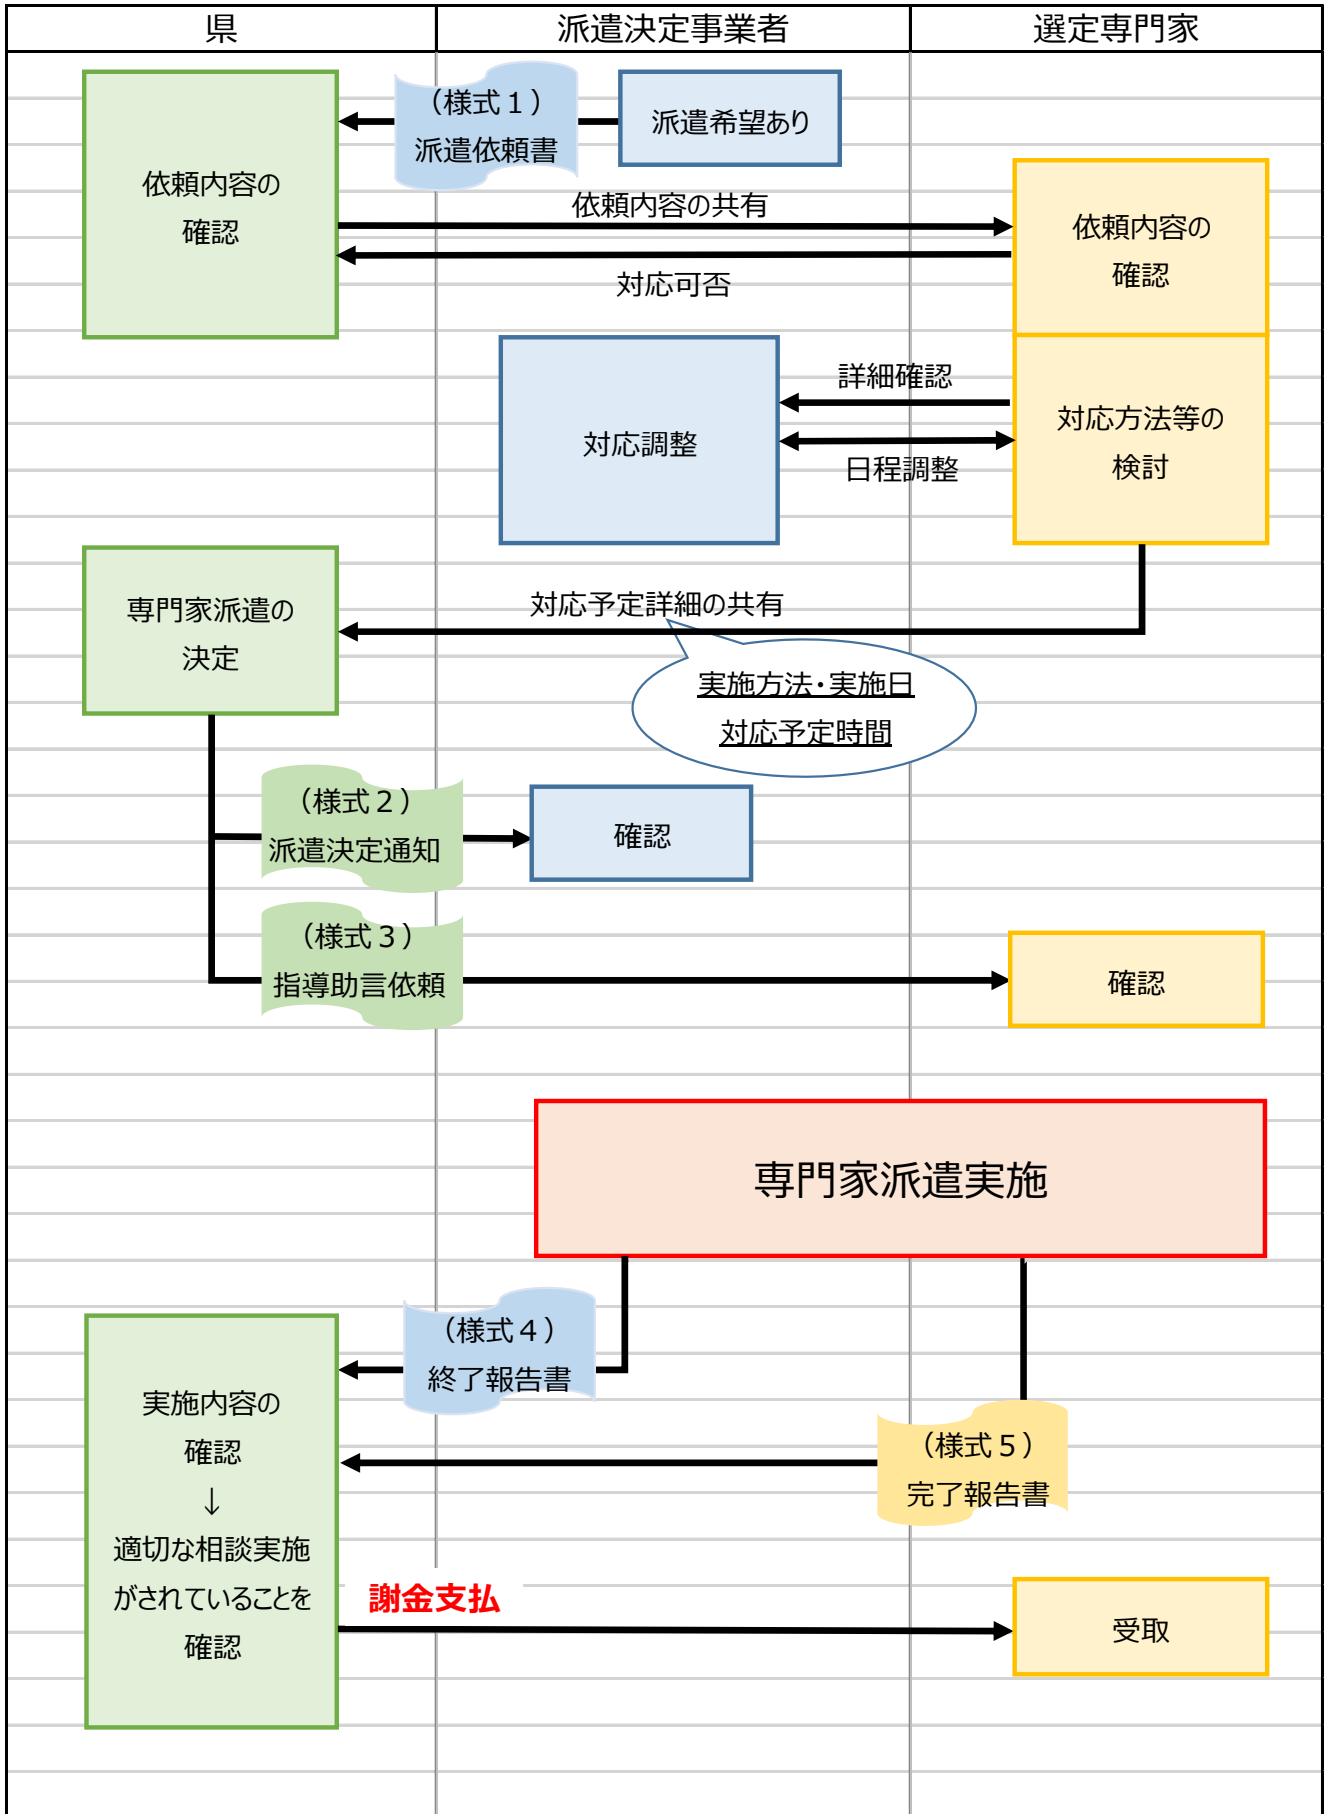 県
派遣決定事業者
選定専門家
（様式１）
派遣依頼書
派遣希望あり
依頼内容の
確認
依頼内容の共有
対応可否
依頼内容の
確認
対応調整
詳細確認
日程調整
対応方法等の
検討
専門家派遣の
決定
対応予定詳細の共有
実施方法・実施日
対応予定時間
（様式２）
派遣決定通知
確認
（様式３）
指導助言依頼
確認
専門家派遣実施
（様式４）
終了報告書
（様式５）
完了報告書
実施内容の
確認
↓
適切な相談実施
がされていることを
確認
謝金支払
受取